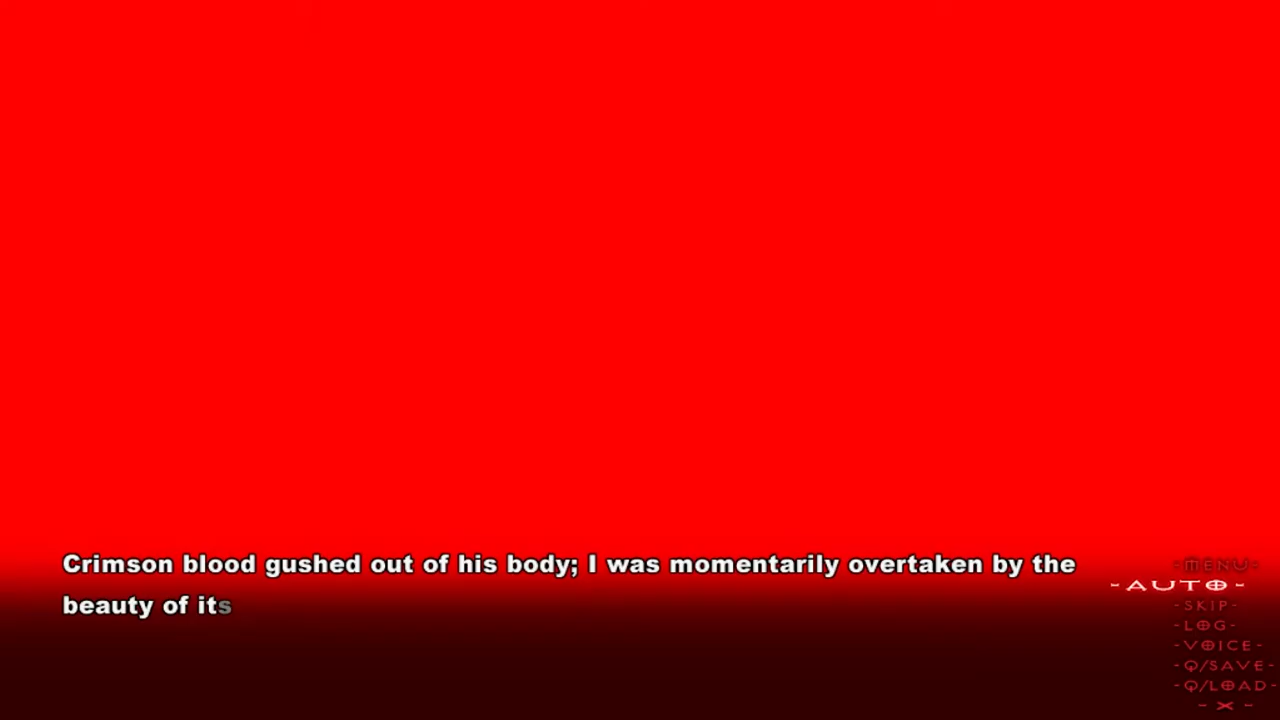 Crimson blood gushed out of his body; I was momentarily overtaken by the
beauty of its
-MENU-
-AUTO-
-SKIP-
-LOG-
-VOICE-
-Q/SAVE-
-Q/LOAD-
-X-